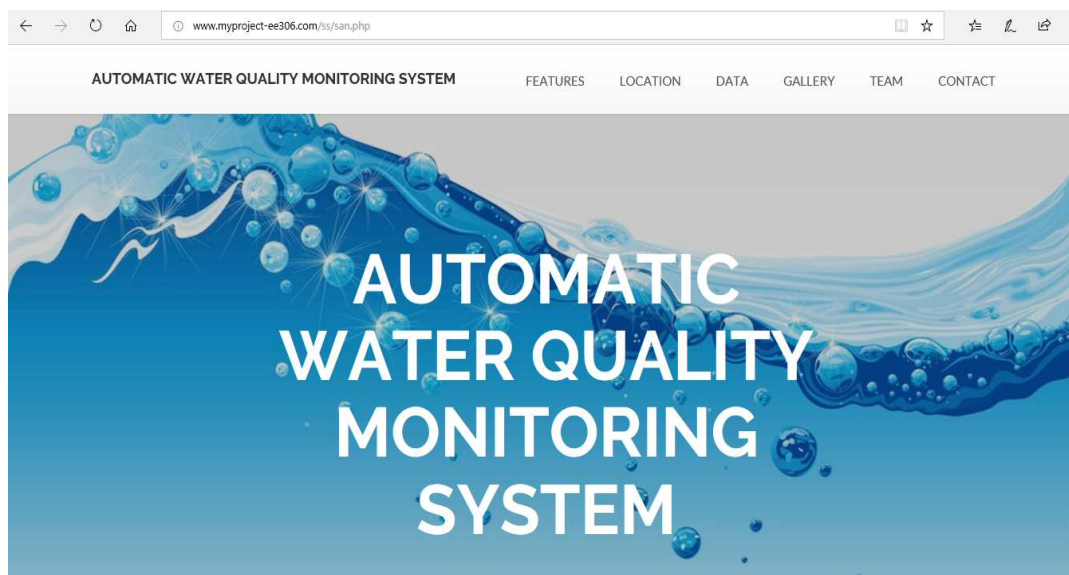 www.myproject-ee306.com/ss/san.php
AUTOMATIC WATER QUALITY MONITORING SYSTEM FEATURES LOCATION DATA GALLERY TEAM CONTACT
AUTOMATIC
WATER QUALITY
MONITORING
SYSTEM